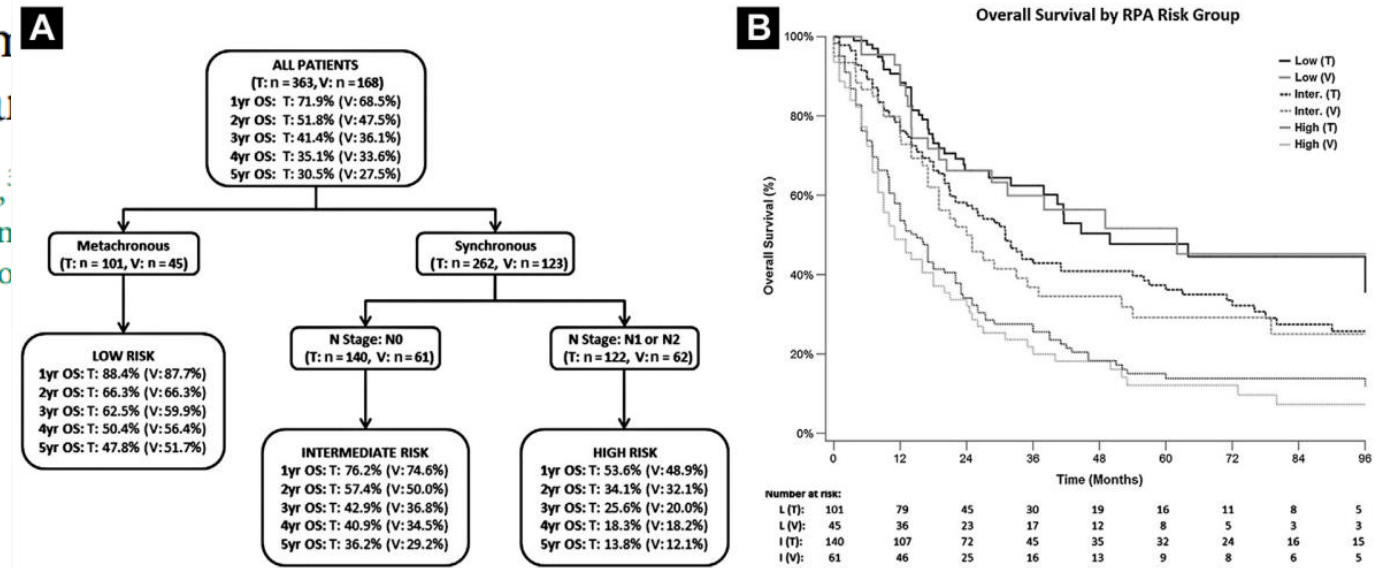 A
ALL PATIENTS
(T: n = 363, V: n = 168)
1yr OS: T: 71.9% (V: 68.5%)
2yr OS: T: 51.8% (V: 47.5%)
3yr OS: T: 41.4% (V: 36.1%)
4yr OS: T: 35.1% (V: 33.6%)
5yr OS: T: 30.5% (V: 27.5%)
Metachronous
(T: n = 101, V: n = 45)
Synchronous
(T: n = 262, V: n = 123)
LOW RISK
1yr OS: T: 88.4% (V: 87.7%)
2yr OS: T: 66.3% (V: 66.3%)
3yr OS: T: 62.5% (V: 59.9%)
4yr OS: T: 50.4% (V: 56.4%)
5yr OS: T: 47.8% (V: 51.7%)
N Stage: N0
(T: n = 140, V: n = 61)
N Stage: N1 or N2
(T: n = 122, V: n = 62)
INTERMEDIATE RISK
1yr OS: T: 76.2% (V: 74.6%)
2yr OS: T: 57.4% (V: 50.0%)
3yr OS: T: 42.9% (V: 36.8%)
4yr OS: T: 40.9% (V: 34.5%)
5yr OS: T: 36.2% (V: 29.2%)
HIGH RISK
1yr OS: T: 53.6% (V: 48.9%)
2yr OS: T: 34.1% (V: 32.1%)
3yr OS: T: 25.6% (V: 20.0%)
4yr OS: T: 18.3% (V: 18.2%)
5yr OS: T: 13.8% (V: 12.1%)
B
Overall Survival by RPA Risk Group
Low (T)
Low (V)
Inter. (T)
Inter. (V)
High (T)
High (V)
Overall Survival (%)
100%
80%
60%
40%
20%
0%
0 12 24 36 48 60 72 84 96
Time (Months)
Number at risk:
L (T): 101 79 45 30 19 16 11 8 5
L (V): 45 36 23 17 12 8 5 3 3
I (T): 140 107 72 45 35 32 24 16 15
I (V): 61 46 25 16 13 9 8 6 5